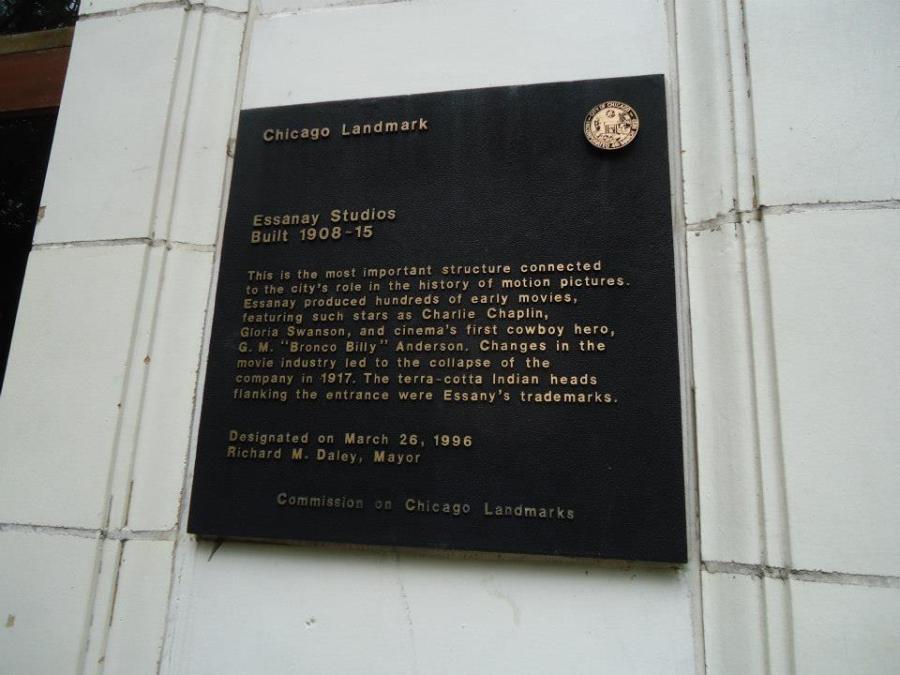 Chicago Landmark
CITY OF CHICAGO
Essanay Studios
Built 1908-15
This is the most important structure connected
to the city's role in the history of motion pictures.
Essanay produced hundreds of early movies,
featuring such stars as Charlie Chaplin,
Gloria Swanson, and cinema's first cowboy hero,
G. M. "Bronco Billy" Anderson. Changes in the
movie industry led to the collapse of the
company in 1917. The terra-cotta Indian heads
flanking the entrance were Essany's trademarks.
Designated on March 26, 1996
Richard M. Daley, Mayor
Commission on Chicago Landmarks